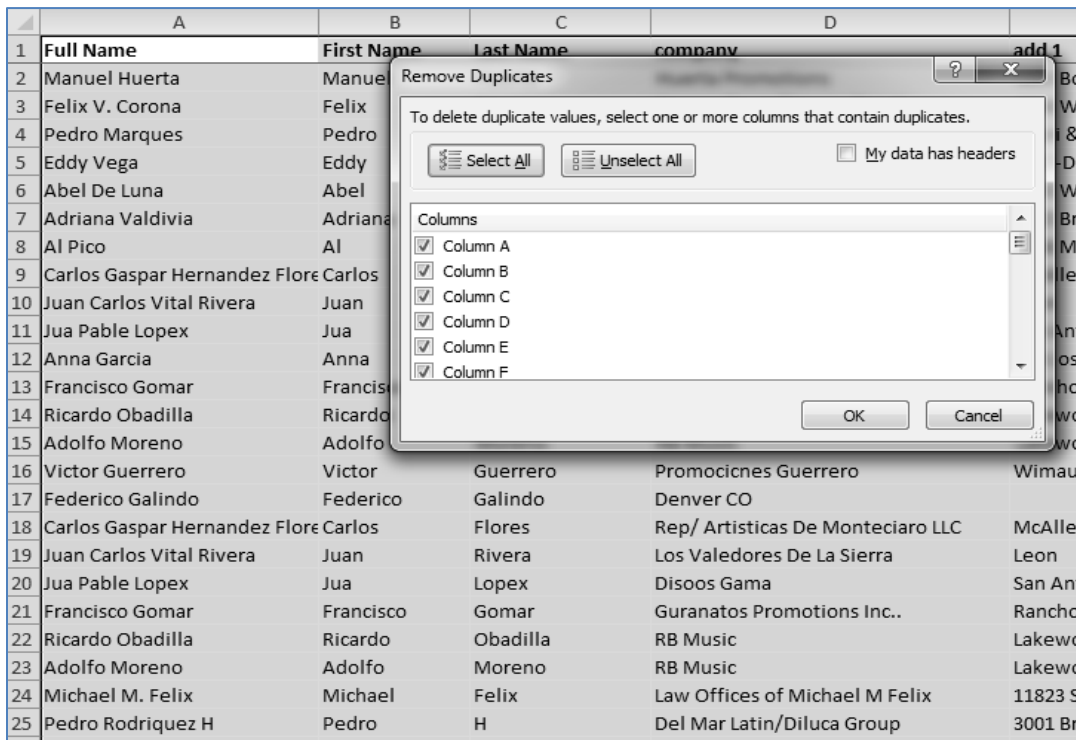 A B C D
1 Full Name First Name Last Name company add 1
2 Manuel Huerta Manuel
3 Felix V. Corona Felix
4 Pedro Marques Pedro
5 Eddy Vega Eddy
6 Abel De Luna Abel
7 Adriana Valdivia Adriana
8 Al Pico Al
9 Carlos Gaspar Hernandez Flore Carlos
10 Juan Carlos Vital Rivera Juan
11 Jua Pable Lopex Jua
12 Anna Garcia Anna
13 Francisco Gomar Francis
14 Ricardo Obadilla Ricardo
15 Adolfo Moreno Adolfo
Remove Duplicates
To delete duplicate values, select one or more columns that contain duplicates.
Select All Unselect All My data has headers
Columns
Column A
Column B
Column C
Column D
Column E
Column F
OK Cancel
16 Victor Guerrero Victor Guerrero Promocicnes Guerrero Wimau
17 Federico Galindo Federico Galindo Denver CO
18 Carlos Gaspar Hernandez Flore Carlos Flores Rep/ Artisticas De Monteciaro LLC McAlle
19 Juan Carlos Vital Rivera Juan Rivera Los Valedores De La Sierra Leon
20 Jua Pable Lopex Jua Lopex Disoos Gama San An
21 Francisco Gomar Francisco Gomar Guranatos Promotions Inc.. Rancho
22 Ricardo Obadilla Ricardo Obadilla RB Music Lakewo
23 Adolfo Moreno Adolfo Moreno RB Music Lakewo
24 Michael M. Felix Michael Felix Law Offices of Michael M Felix 11823 S
25 Pedro Rodriquez H Pedro H Del Mar Latin/Diluca Group 3001 Br